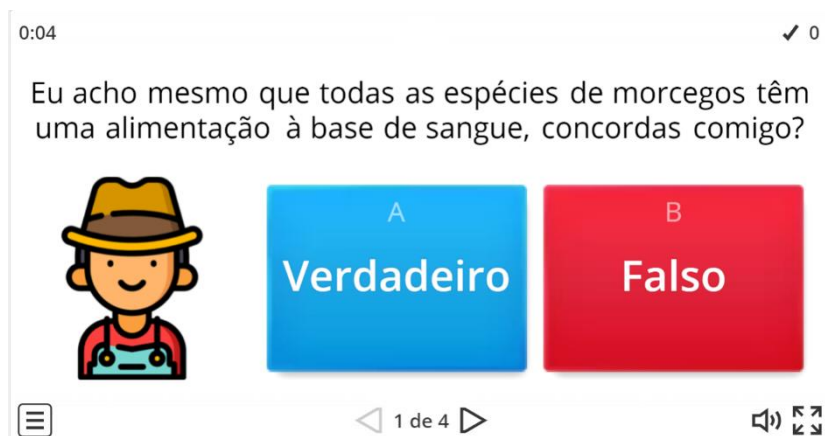 0:04
✓ 0
Eu acho mesmo que todas as espécies de morcegos têm
uma alimentação à base de sangue, concordas comigo?
A
Verdadeiro
B
Falso
1 de 4